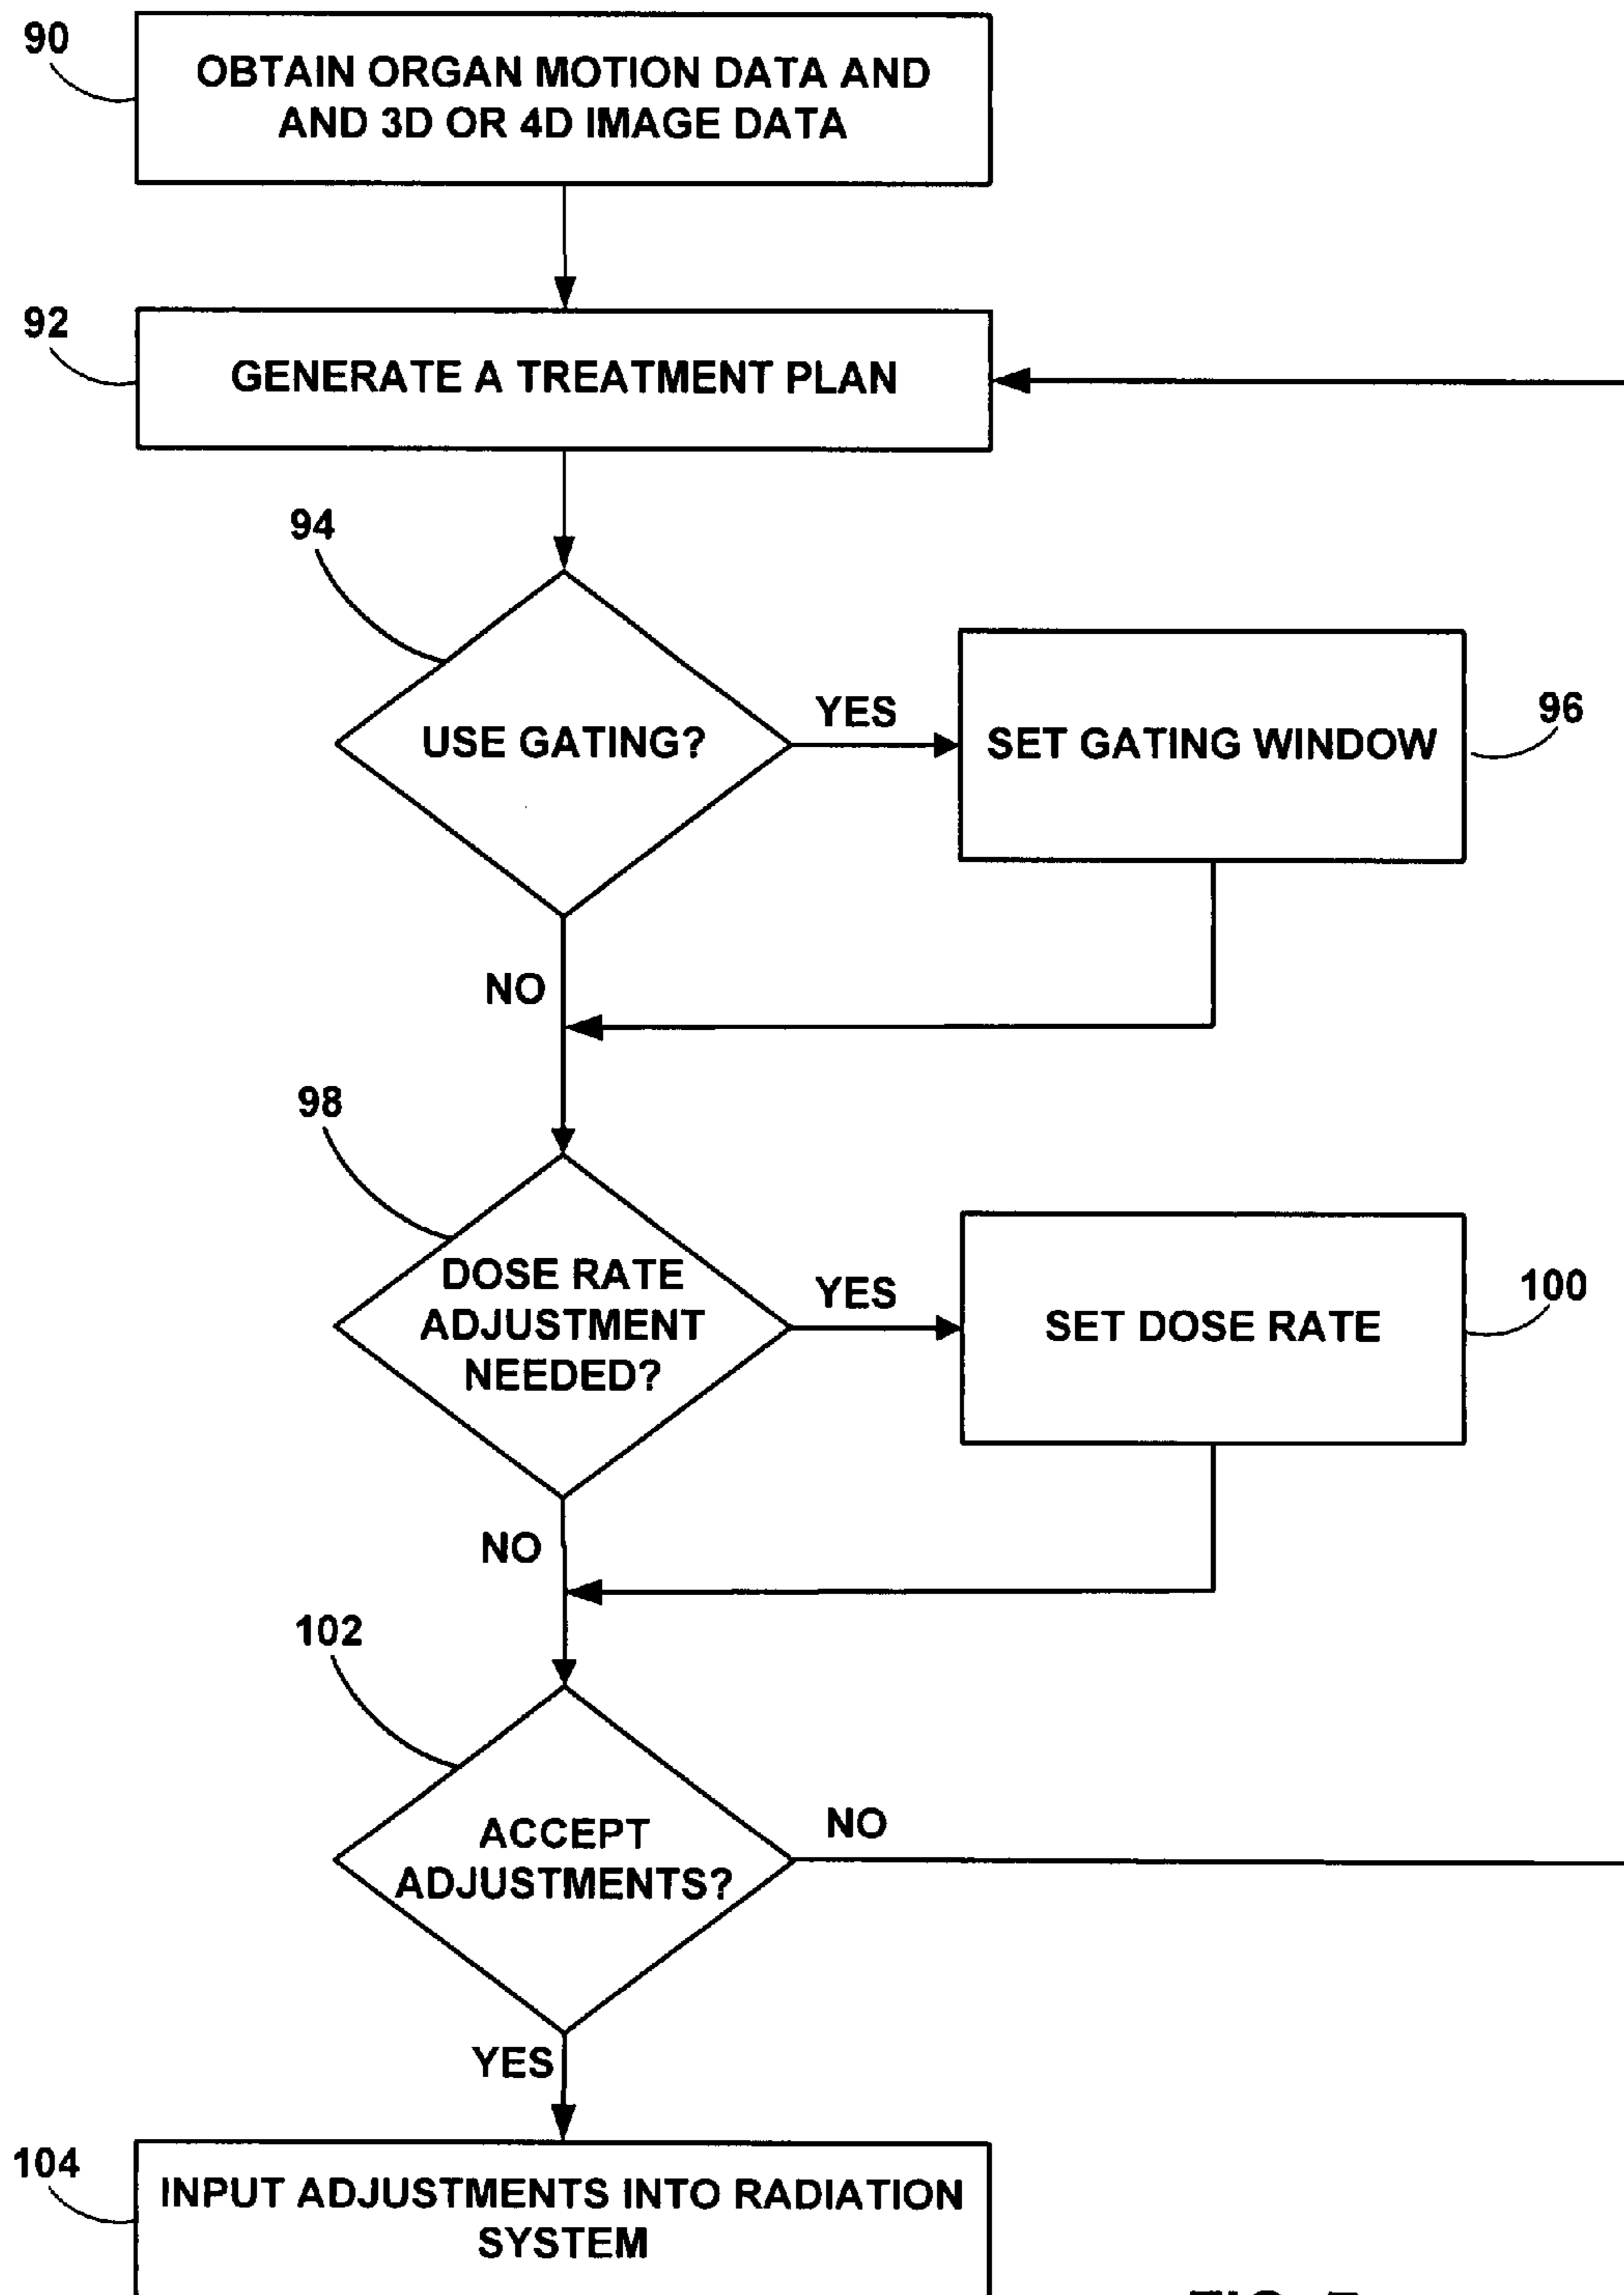 90
OBTAIN ORGAN MOTION DATA AND
AND 3D OR 4D IMAGE DATA
92
GENERATE A TREATMENT PLAN
94
USE GATING?
YES
SET GATING WINDOW
96
NO
98
DOSE RATE
ADJUSTMENT
NEEDED?
YES
SET DOSE RATE
100
NO
102
ACCEPT
ADJUSTMENTS?
NO
YES
104
INPUT ADJUSTMENTS INTO RADIATION
SYSTEM